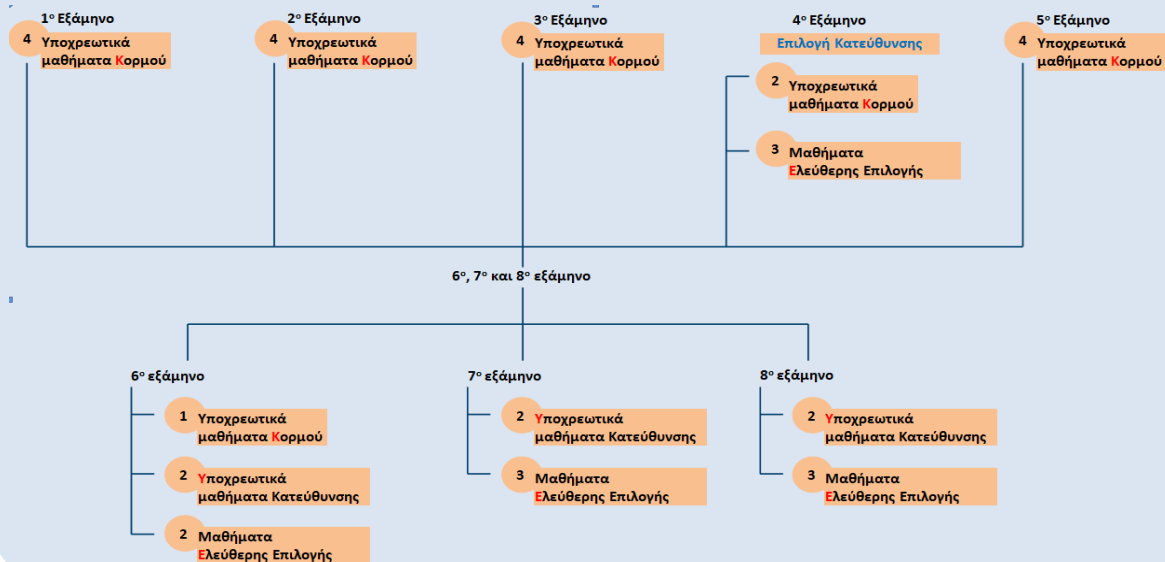 1ο Εξάμηνο
4 Υποχρεωτικά
μαθήματα Κορμού
2ο Εξάμηνο
4 Υποχρεωτικά
μαθήματα Κορμού
3ο Εξάμηνο
4 Υποχρεωτικά
μαθήματα Κορμού
4ο Εξάμηνο
Επιλογή Κατεύθυνσης
2 Υποχρεωτικά
μαθήματα Κορμού
3 Μαθήματα
Ελεύθερης Επιλογής
5ο Εξάμηνο
4 Υποχρεωτικά
μαθήματα Κορμού
6ο, 7ο και 8ο εξάμηνο
6ο εξάμηνο
1 Υποχρεωτικά
μαθήματα Κορμού
2 Υποχρεωτικά
μαθήματα Κατεύθυνσης
2 Μαθήματα
Ελεύθερης Επιλογής
7ο εξάμηνο
2 Υποχρεωτικά
μαθήματα Κατεύθυνσης
3 Μαθήματα
Ελεύθερης Επιλογής
8ο εξάμηνο
2 Υποχρεωτικά
μαθήματα Κατεύθυνσης
3 Μαθήματα
Ελεύθερης Επιλογής